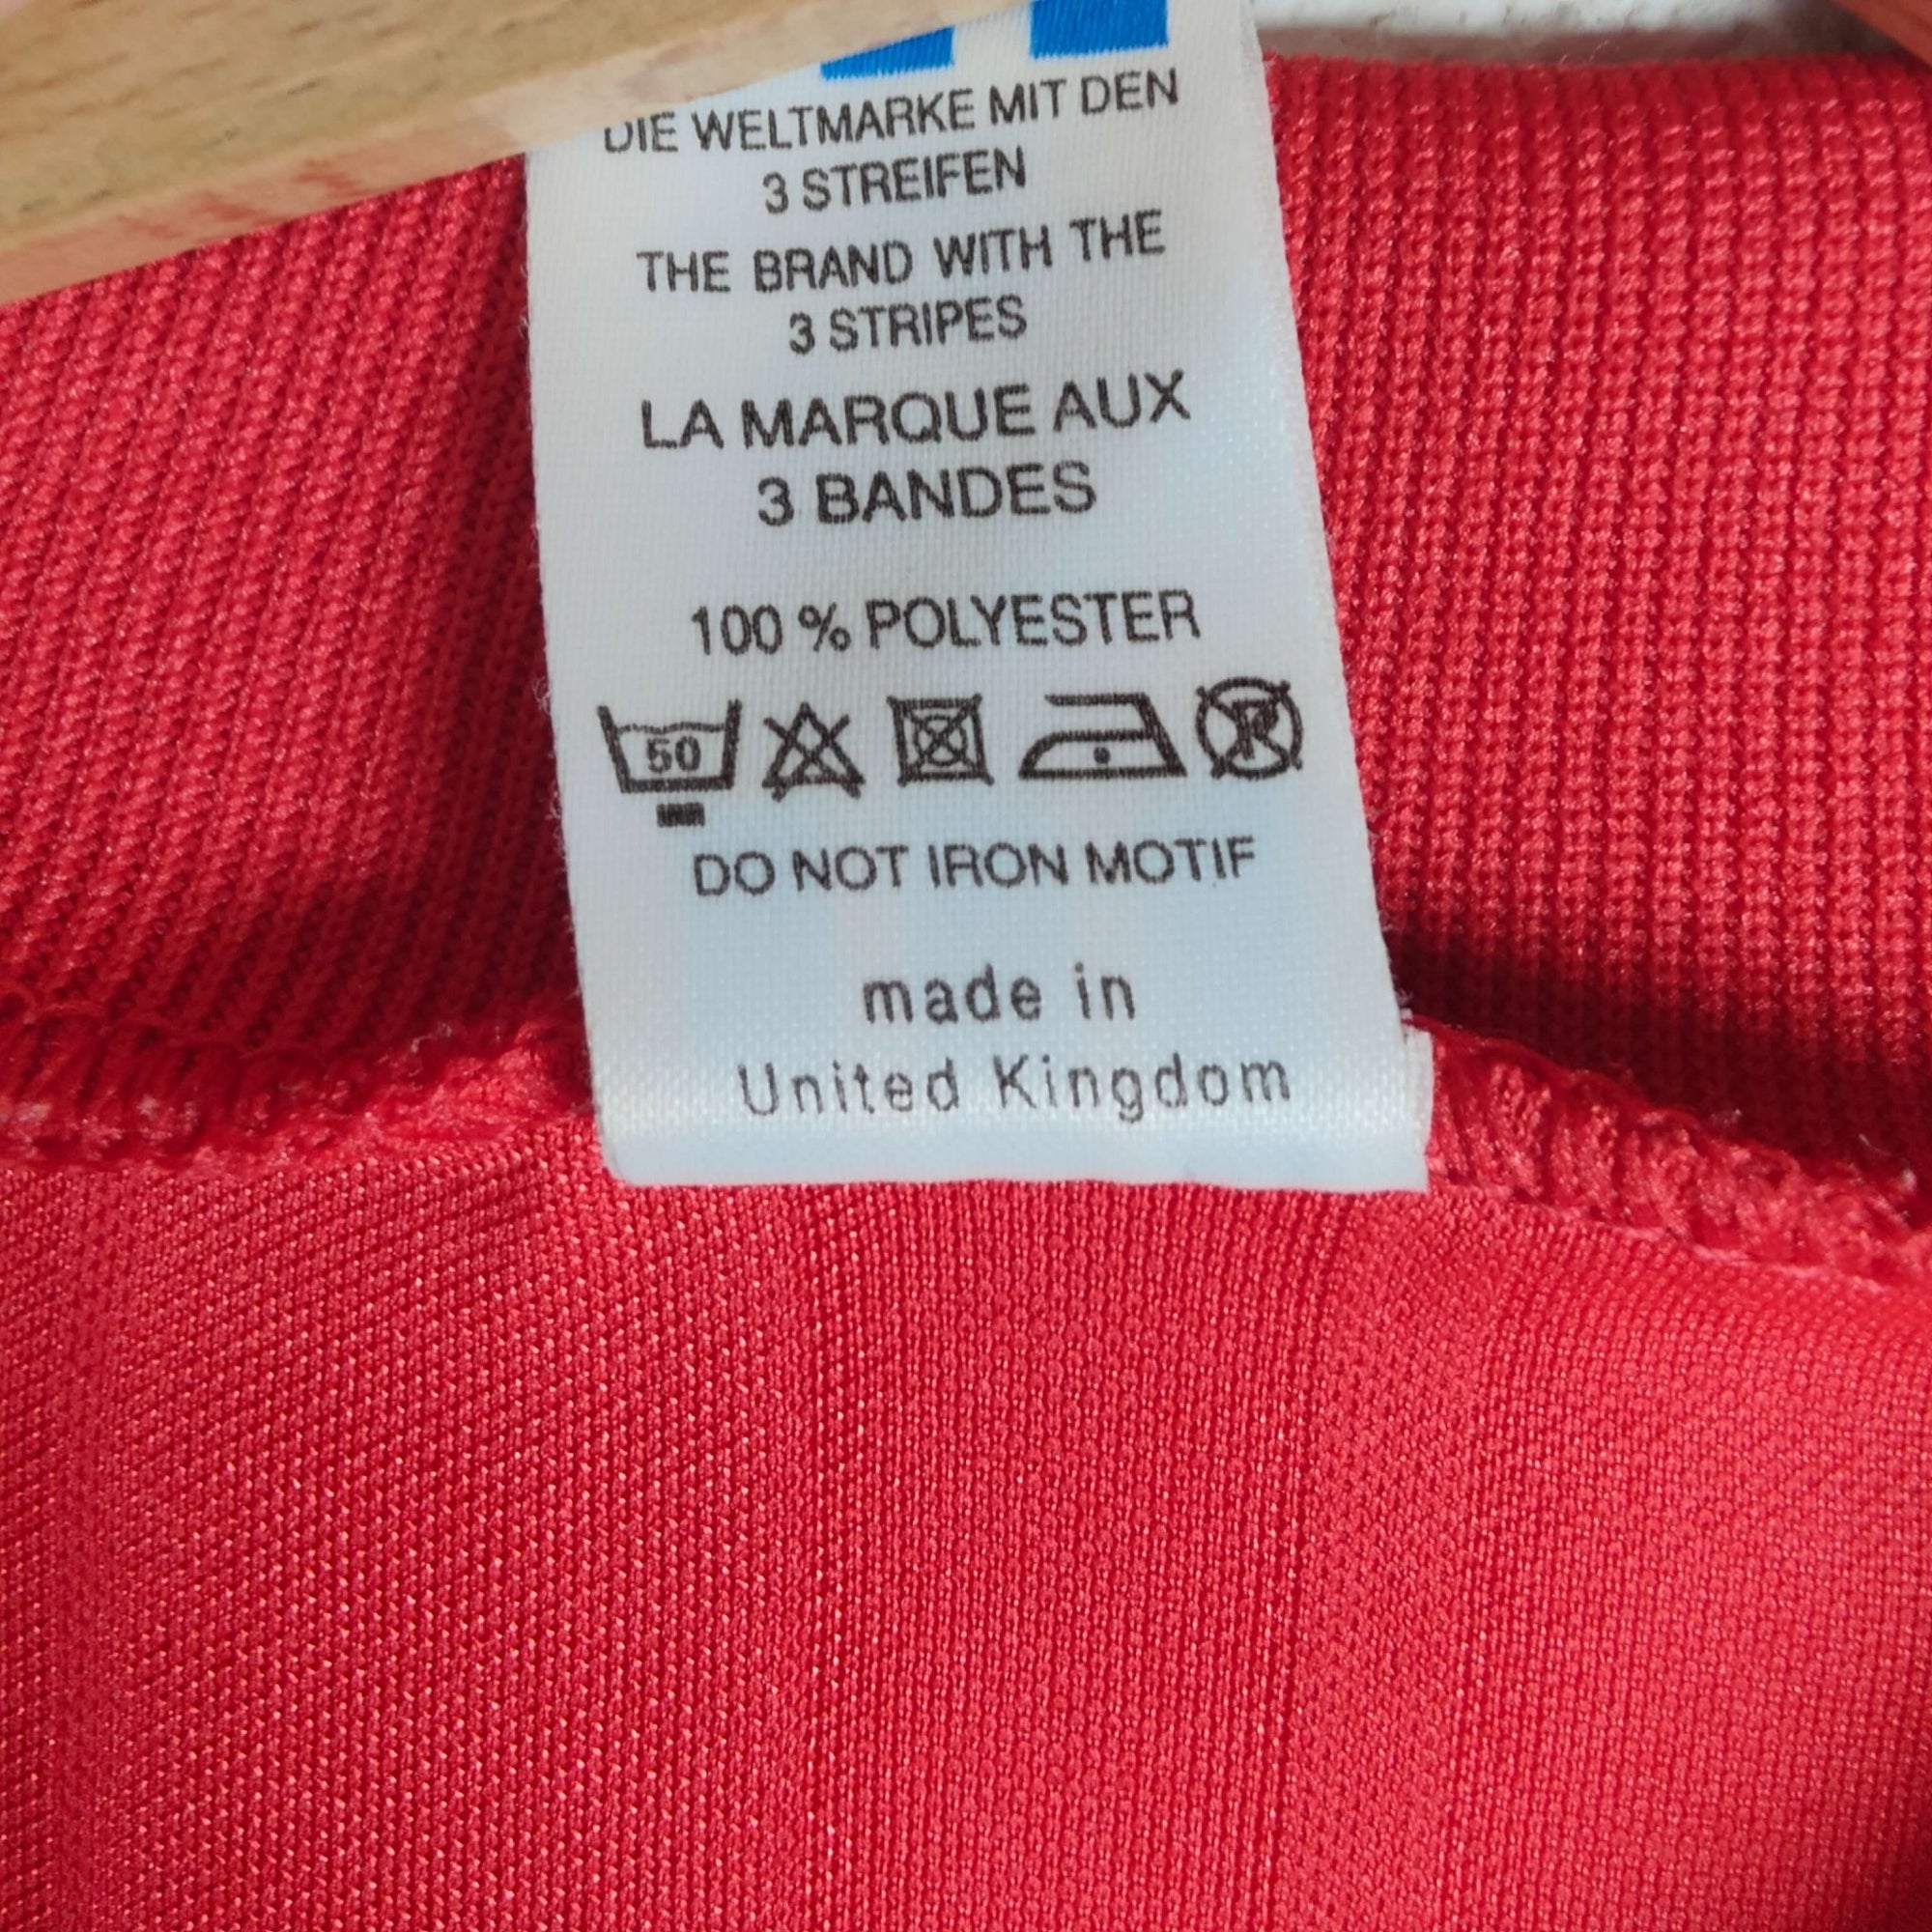 DIE WELTMARKE MIT DEN
3 STREIFEN
THE BRAND WITH THE
3 STRIPES
LA MARQUE AUX
3 BANDES
100 % POLYESTER
50
DO NOT IRON MOTIF
made in
United Kingdom